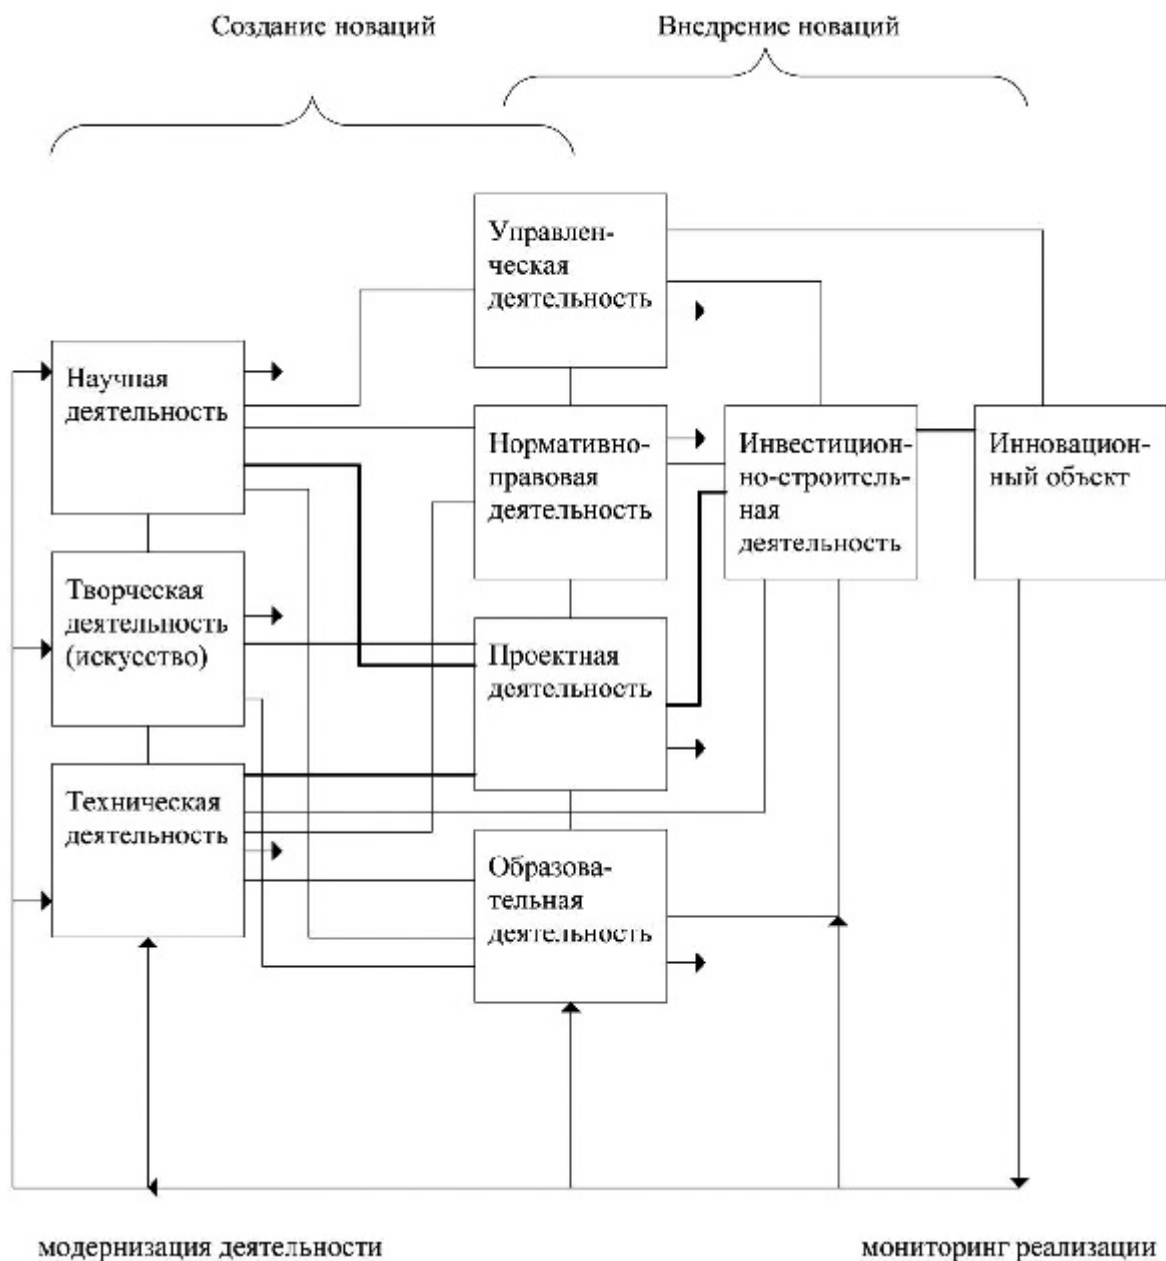 Создание новаций
Внедрение новаций
Управлен-
ческая
деятельность
Научная
деятельность
Нормативно-
правовая
деятельность
Инвестицион-
но-строитель-
ная
деятельность
Инновацион-
ный объект
Творческая
деятельность
(искусство)
Проектная
деятельность
Техническая
деятельность
Образова-
тельная
деятельность
модернизация деятельности
мониторинг реализации